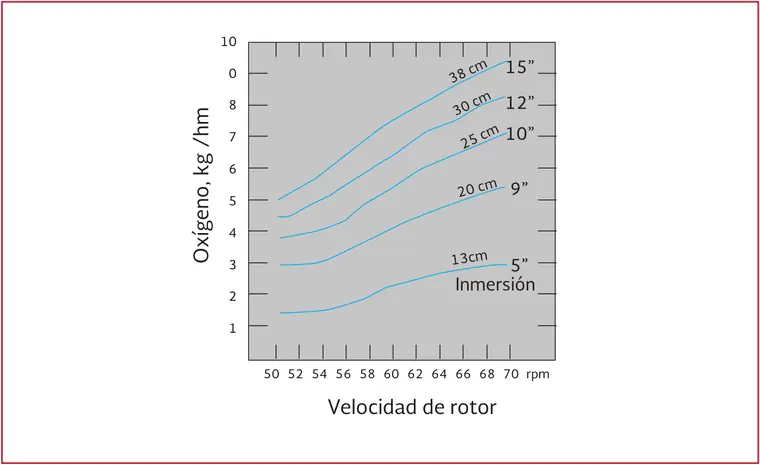 10
0
8
7
6
5
4
3
2
1
Oxígeno, kg /hm
38 cm 15”
30 cm 12”
25 cm 10”
20 cm 9”
13cm 5”
Inmersión
50 52 54 56 58 60 62 64 66 68 70 rpm
Velocidad de rotor